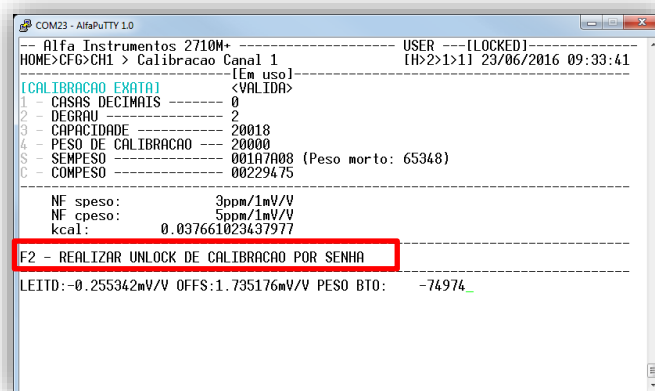 COM23 - AlfaPuTTY 1.0
-- Alfa Instrumentos 2710M+ -------------------- USER ---[LOCKED]-------------
HOME>CFG>CH1 > Calibracao Canal 1 [H>2>1>1] 23/06/2016 09:33:41
---------------------------[Em uso]------------------------------------------
[CALIBRACAO EXATA] <VALIDA>
1 - CASAS DECIMAIS ------- 0
2 - DEGRAU --------------- 2
3 - CAPACIDADE ----------- 20018
4 - PESO DE CALIBRACAO --- 20000
S - SEMPESO -------------- 001A7A08 (Peso morto: 65348)
C - COMPESO -------------- 00229475
NF speso: 3ppm/1mV/V
NF cpeso: 5ppm/1mV/V
kcal: 0.037661023437977
F2 - REALIZAR UNLOCK DE CALIBRACAO POR SENHA
LEITD:-0.255342mV/V OFFS:1.735176mV/V PESO BTO: -74974_